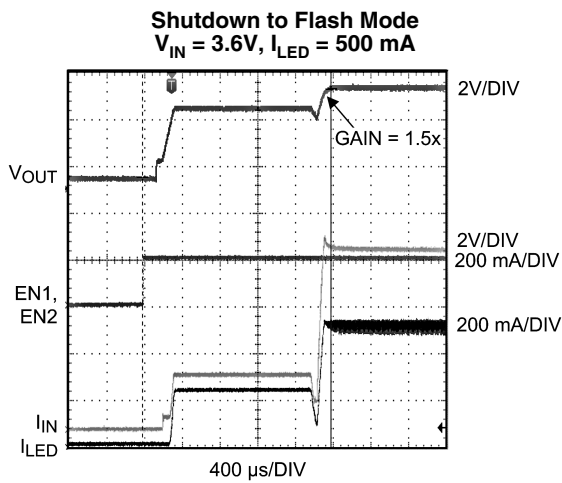 Shutdown to Flash Mode
VIN = 3.6V, ILED = 500 mA
T
2V/DIV
GAIN = 1.5x
VOUT
2V/DIV
200 mA/DIV
EN1,
EN2
200 mA/DIV
IIN
ILED
400 µs/DIV